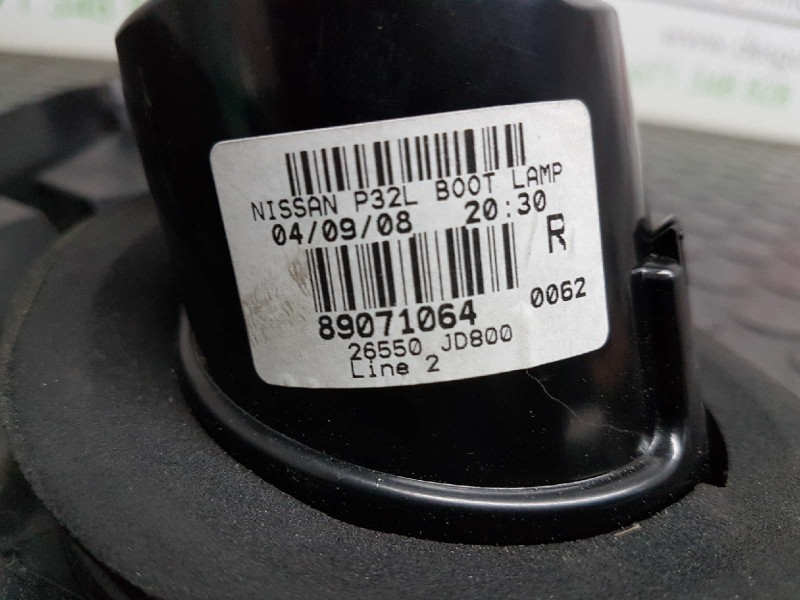 NISSAN P32L BOOT LAMP
04/09/08 20:30
R
89071064 0062
26550 JD800
Line 2